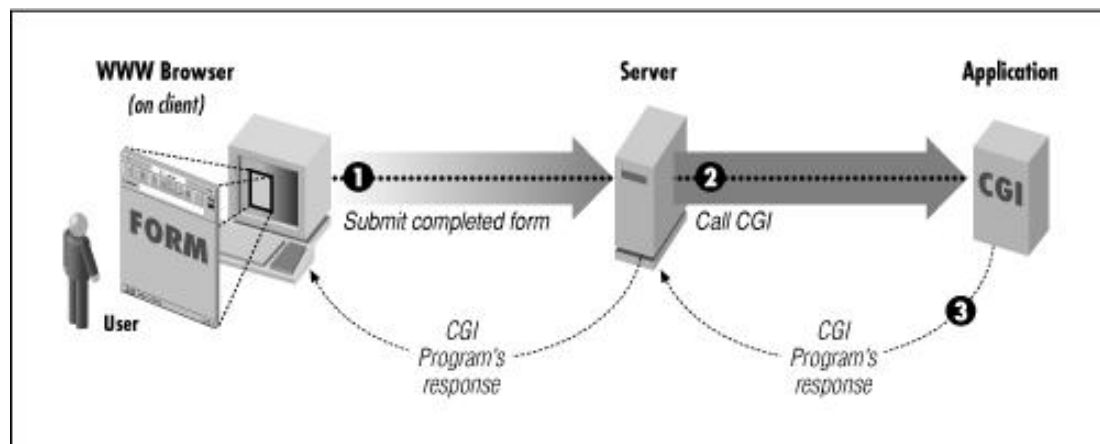 WWW Browser
(on client)
Server
Application
FORM
User
1
Submit completed form
2
Call CGI
CGI
3
CGI
Program's
response
CGI
Program's
response